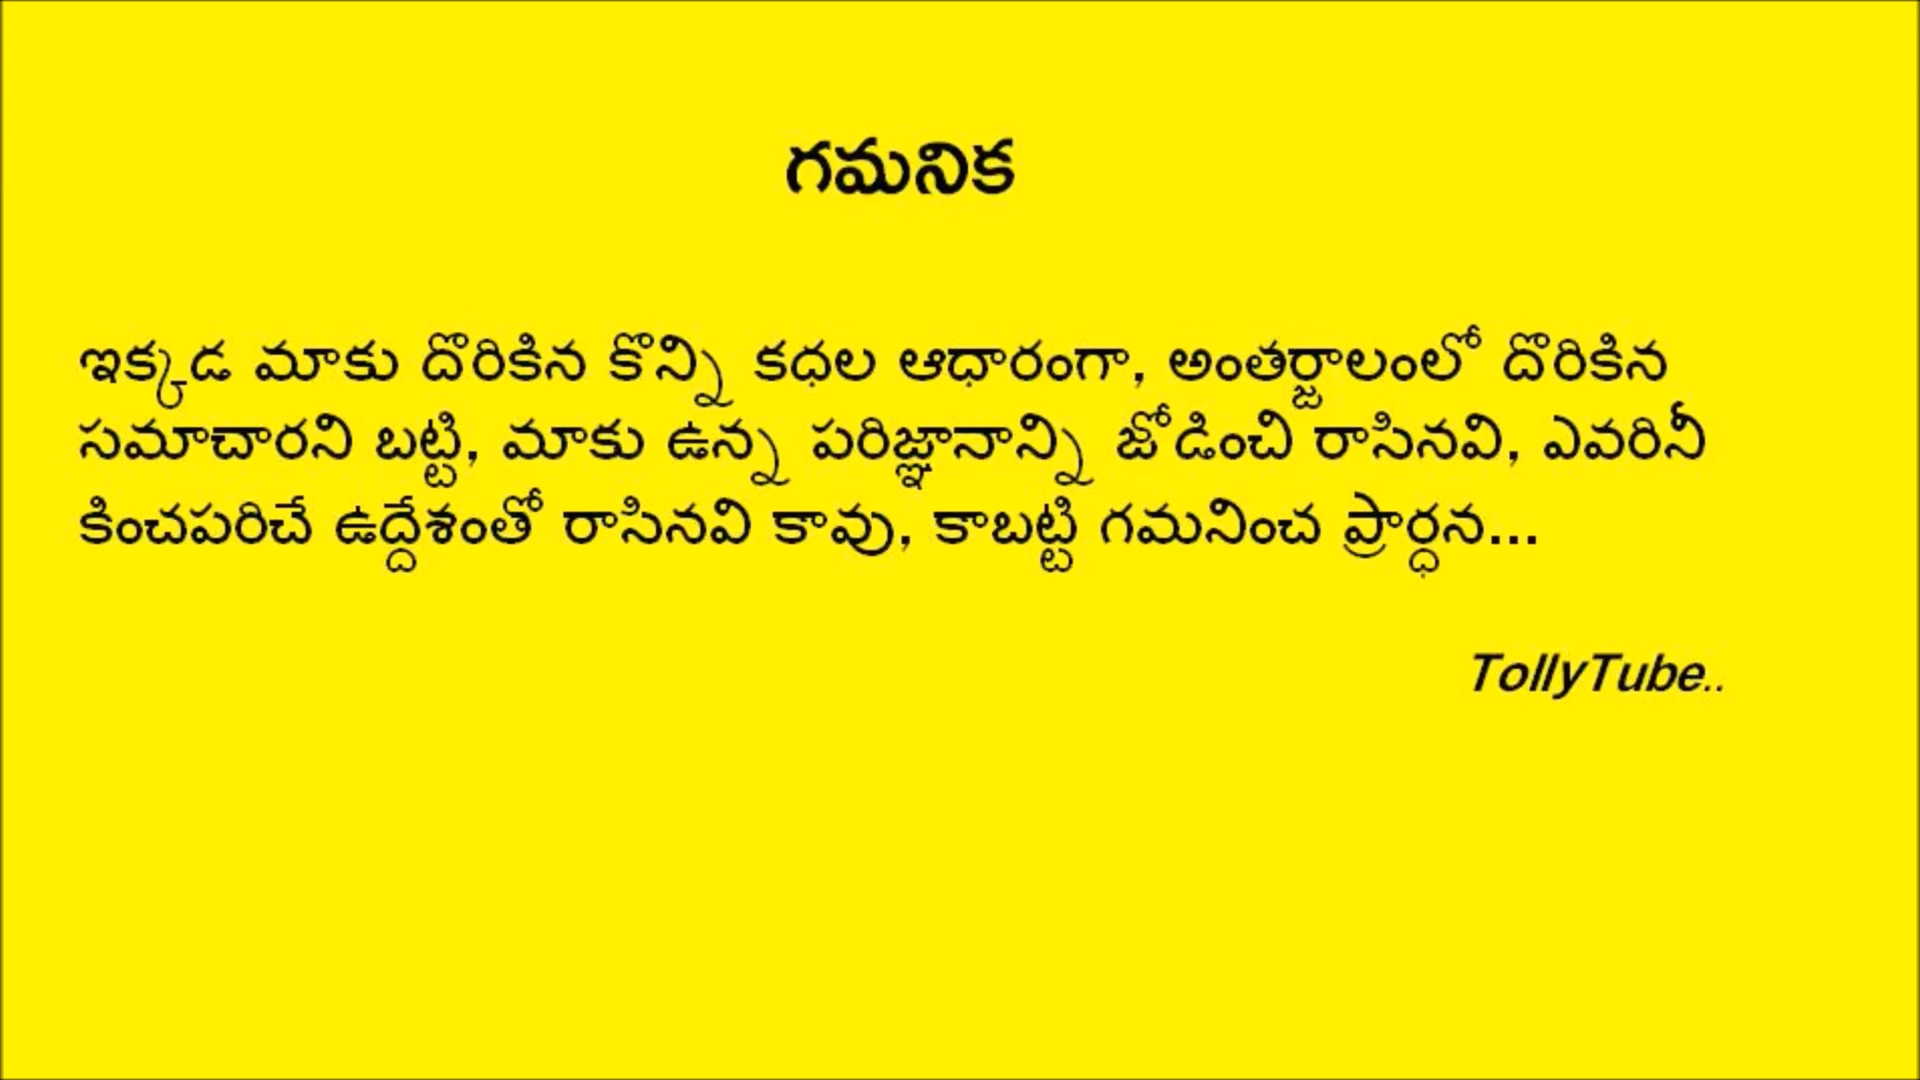 గమనిక
ఇక్కడ మాకు దొరికిన కొన్ని కధల ఆధారంగా, అంతర్జాలంలో దొరికిన
సమాచారని బట్టి, మాకు ఉన్న పరిజ్ఞానాన్ని జోడించి రాసినవి, ఎవరినీ
కించపరిచే ఉద్దేశంతో రాసినవి కావు, కాబట్టి గమనించ ప్రార్ధన...
TollyTube..